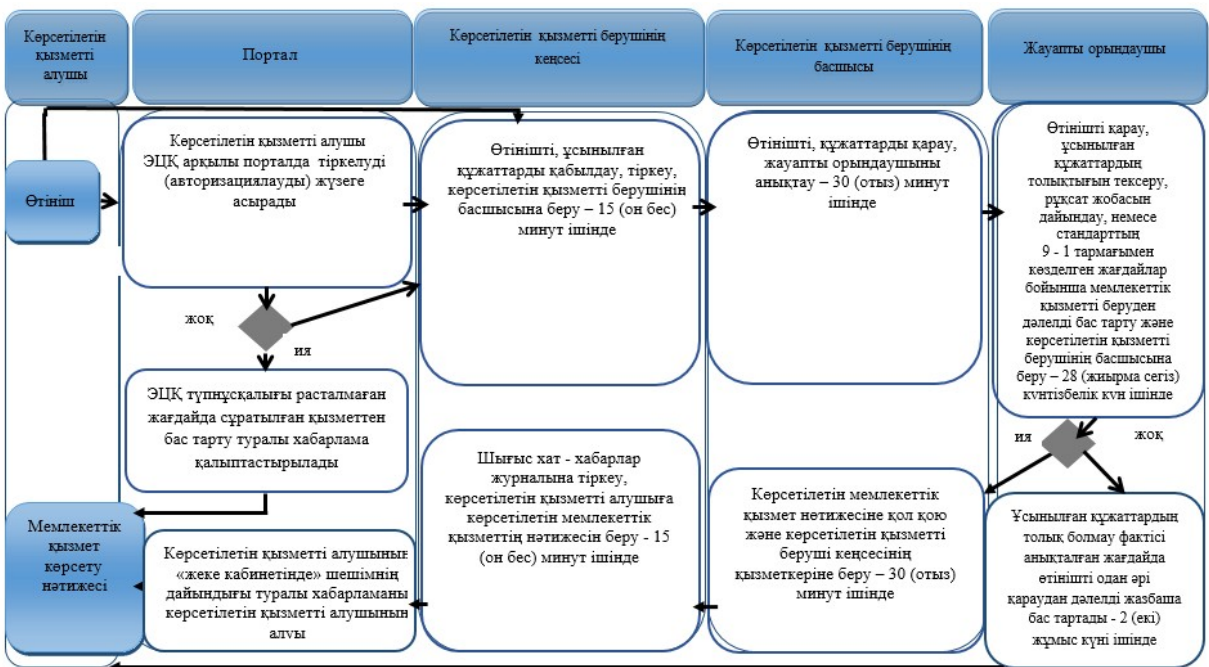 Көрсетілетін
қызметті
алушы
Портал
Көрсетілетін қызметті берушінің
кеңсесі
Көрсетілетін қызметті берушінің
басшысы
Жауапты орындаушы
Өтініш
Көрсетілетін қызметті алушы
ЭЦҚ арқылы порталда тіркелуді
(авторизациялауды) жүзеге
асырады
жоқ
ия
ЭЦҚ түпнұсқалығы расталмаған
жағдайда сұратылған қызметтен
бас тарту туралы хабарлама
қалыптастырылады
Өтінішті, ұсынылған
құжаттарды қабылдау, тіркеу,
көрсетілетін қызметті берушінің
басшысына беру – 15 (он бес)
минут ішінде
Өтінішті, құжаттарды қарау,
жауапты орындаушыны
анықтау – 30 (отыз) минут
ішінде
Өтінішті қарау,
ұсынылған
құжаттардың
толықтығын тексеру,
рұқсат жобасын
дайындау, немесе
стандарттың
9 - 1 тармағымен
көзделген жағдайлар
бойынша мемлекеттік
қызметті беруден
дәлелді бас тарту және
көрсетілетін қызметті
берушінің басшысына
беру – 28 (жиырма сегіз)
күнтізбелік күн ішінде
ия
жоқ
Ұсынылған құжаттардың
толық болмау фактісі
анықталған жағдайда
өтінішті одан әрі
қараудан дәлелді жазбаша
бас тартады - 2 (екі)
жұмыс күні ішінде
Көрсетілетін мемлекеттік
қызмет нәтижесіне қол қою
және көрсетілетін қызметті
беруші кеңсесінің
қызметкеріне беру – 30 (отыз)
минут ішінде
Шығыс хат - хабарлар
журналына тіркеу,
көрсетілетін қызметті алушыға
көрсетілетін мемлекеттік
қызметтің нәтижесін беру - 15
(он бес) минут ішінде
Көрсетілетін қызметті алушының
«жеке кабинетінде» шешімнің
дайындығы туралы хабарламаны
көрсетілетін қызметті алушының
алуы
Мемлекеттік
қызмет
көрсету
нәтижесі